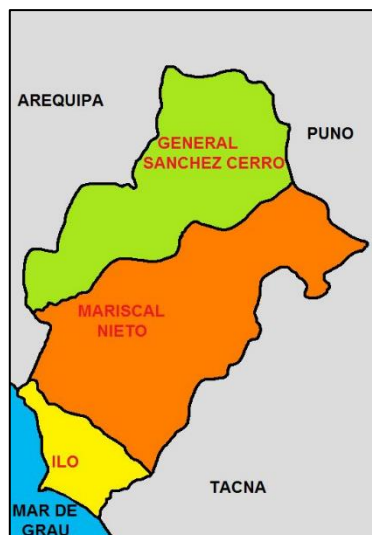 AREQUIPA
PUNO
GENERAL
SANCHEZ CERRO
MARISCAL
NIETO
ILO
TACNA
MAR DE
GRAU